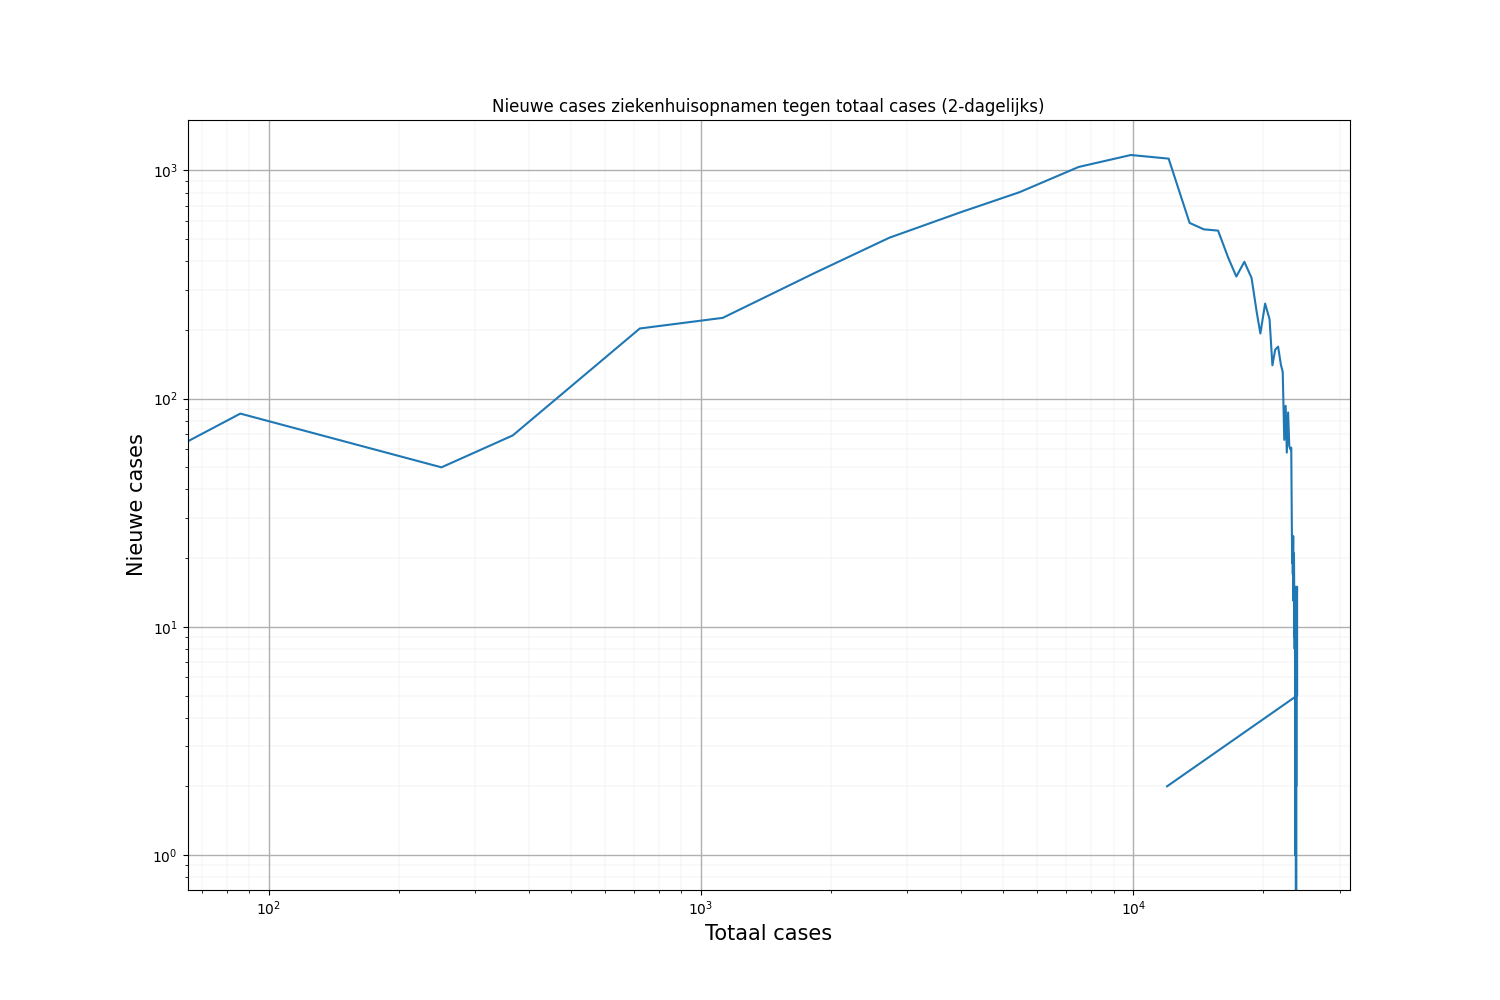 Nieuwe cases ziekenhuisopnamen tegen totaal cases (2-dagelijks)
10³
10²
10¹
10⁰
Nieuwe cases
10² 10³ 10⁴
Totaal cases